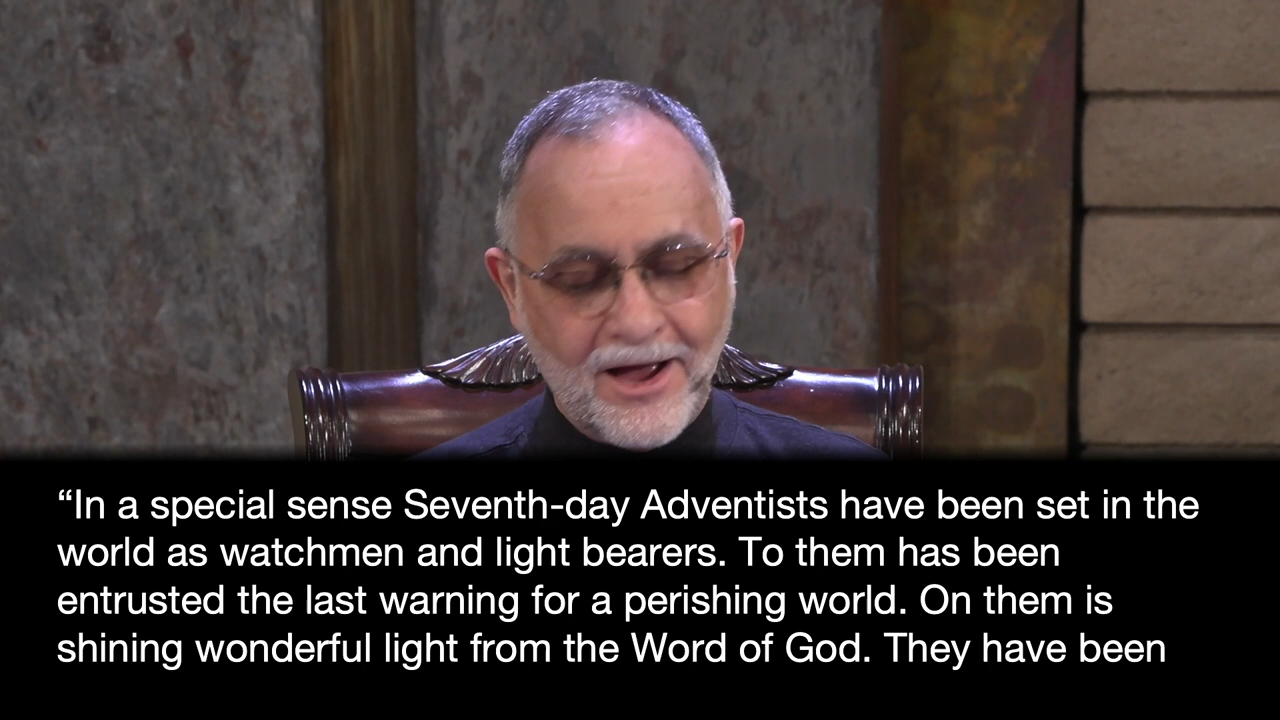 “In a special sense Seventh-day Adventists have been set in the
world as watchmen and light bearers. To them has been
entrusted the last warning for a perishing world. On them is
shining wonderful light from the Word of God. They have been